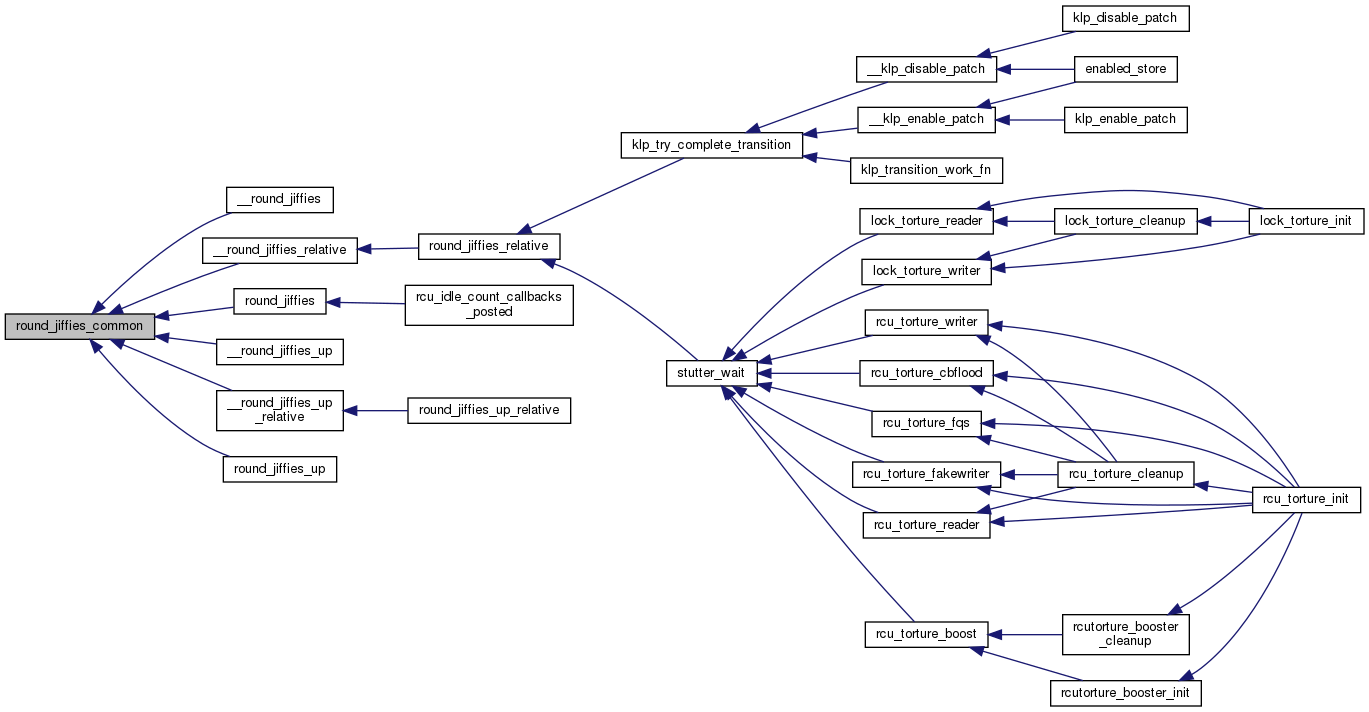 klp_disable_patch
__klp_disable_patch
enabled_store
__klp_enable_patch
klp_enable_patch
klp_try_complete_transition
klp_transition_work_fn
__round_jiffies
lock_torture_reader
lock_torture_cleanup
lock_torture_init
__round_jiffies_relative
round_jiffies_relative
lock_torture_writer
round_jiffies
rcu_idle_count_callbacks
_posted
round_jiffies_common
rcu_torture_writer
__round_jiffies_up
stutter_wait
rcu_torture_cbflood
__round_jiffies_up
_relative
round_jiffies_up_relative
rcu_torture_fqs
round_jiffies_up
rcu_torture_fakewriter
rcu_torture_cleanup
rcu_torture_init
rcu_torture_reader
rcu_torture_boost
rcutorture_booster
_cleanup
rcutorture_booster_init